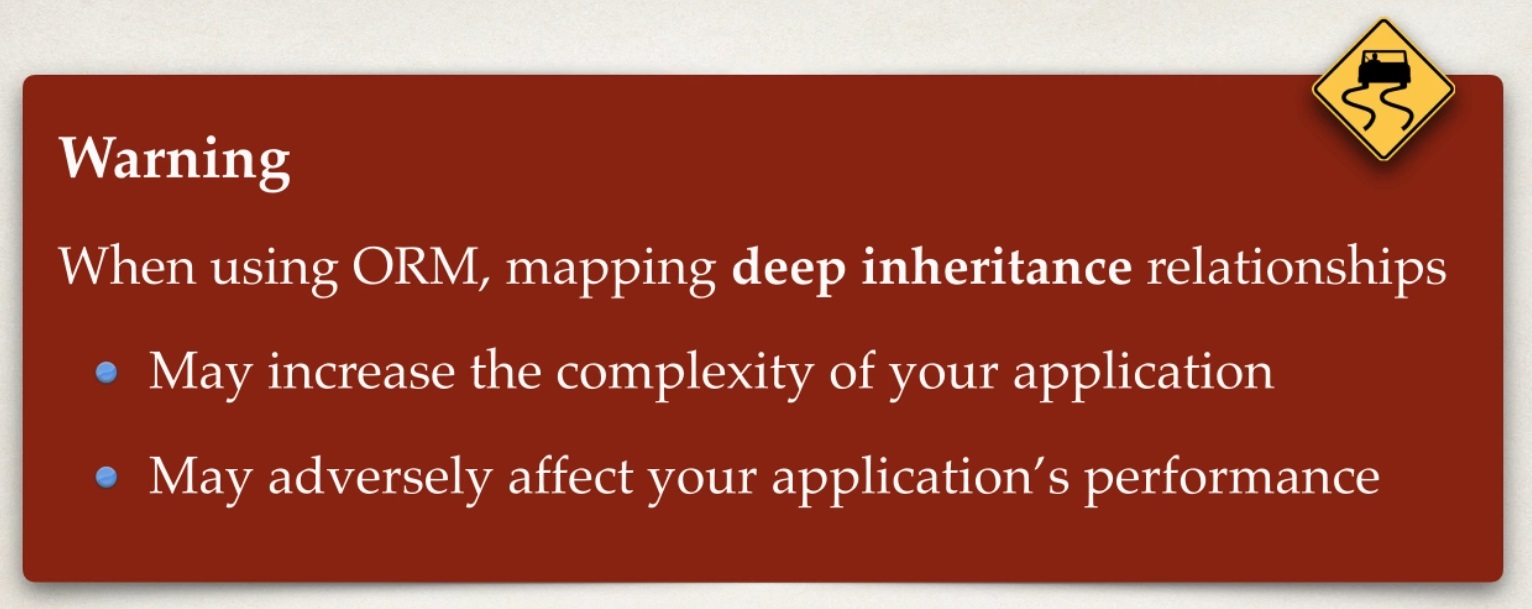 Warning
When using ORM, mapping deep inheritance relationships
• May increase the complexity of your application
• May adversely affect your application’s performance